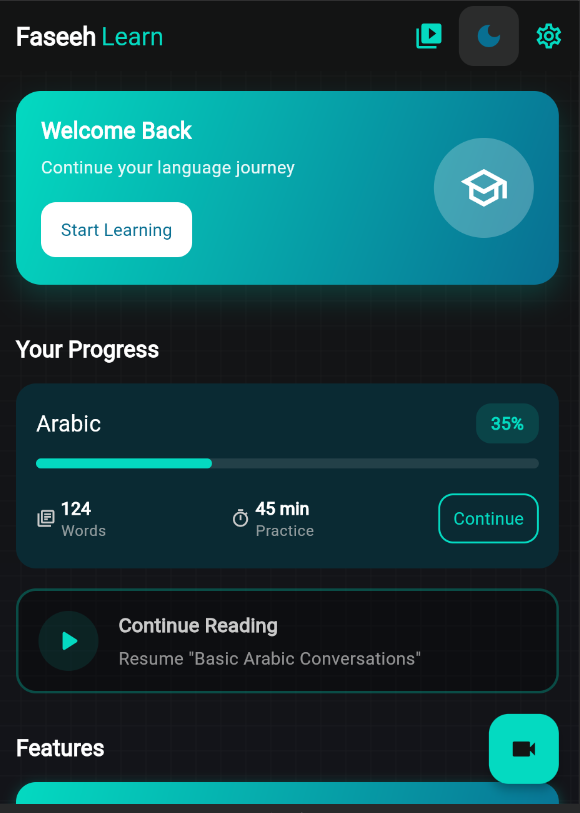 Faseeh Learn
Welcome Back
Continue your language journey
Start Learning
Your Progress
Arabic
35%
124
Words
45 min
Practice
Continue
Continue Reading
Resume "Basic Arabic Conversations"
Features